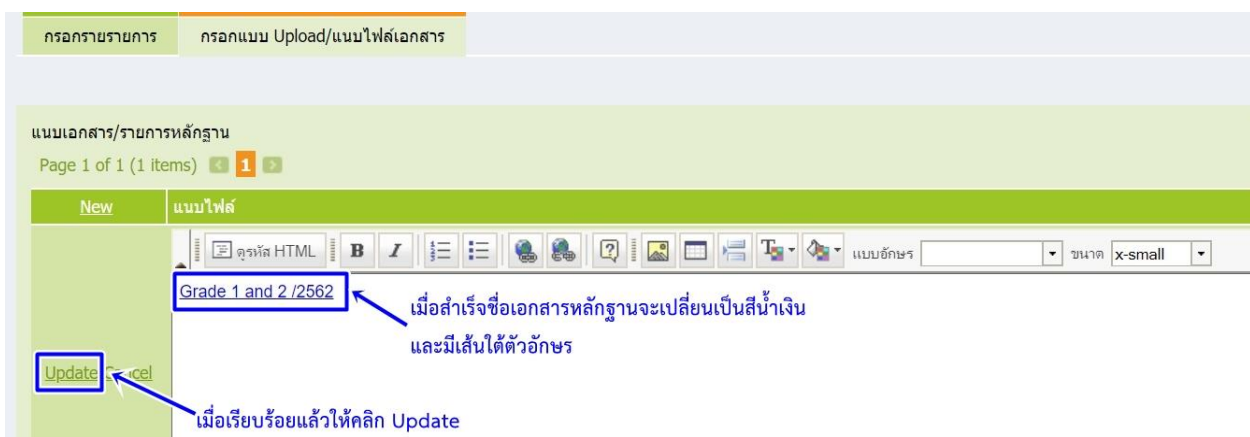 กรอกรายรายการ กรอกแบบ Upload/แนบไฟล์เอกสาร
แนบเอกสาร/รายการหลักฐาน
Page 1 of 1 (1 items) 1
New แนบไฟล์
ดูรหัส HTML B I แบบอักษร ขนาด x-small
Grade 1 and 2 /2562
เมื่อสำเร็จชื่อเอกสารหลักฐานจะเปลี่ยนเป็นสีน้ำเงิน
และมีเส้นใต้ตัวอักษร
Update Cancel
เมื่อเรียบร้อยแล้วให้คลิก Update